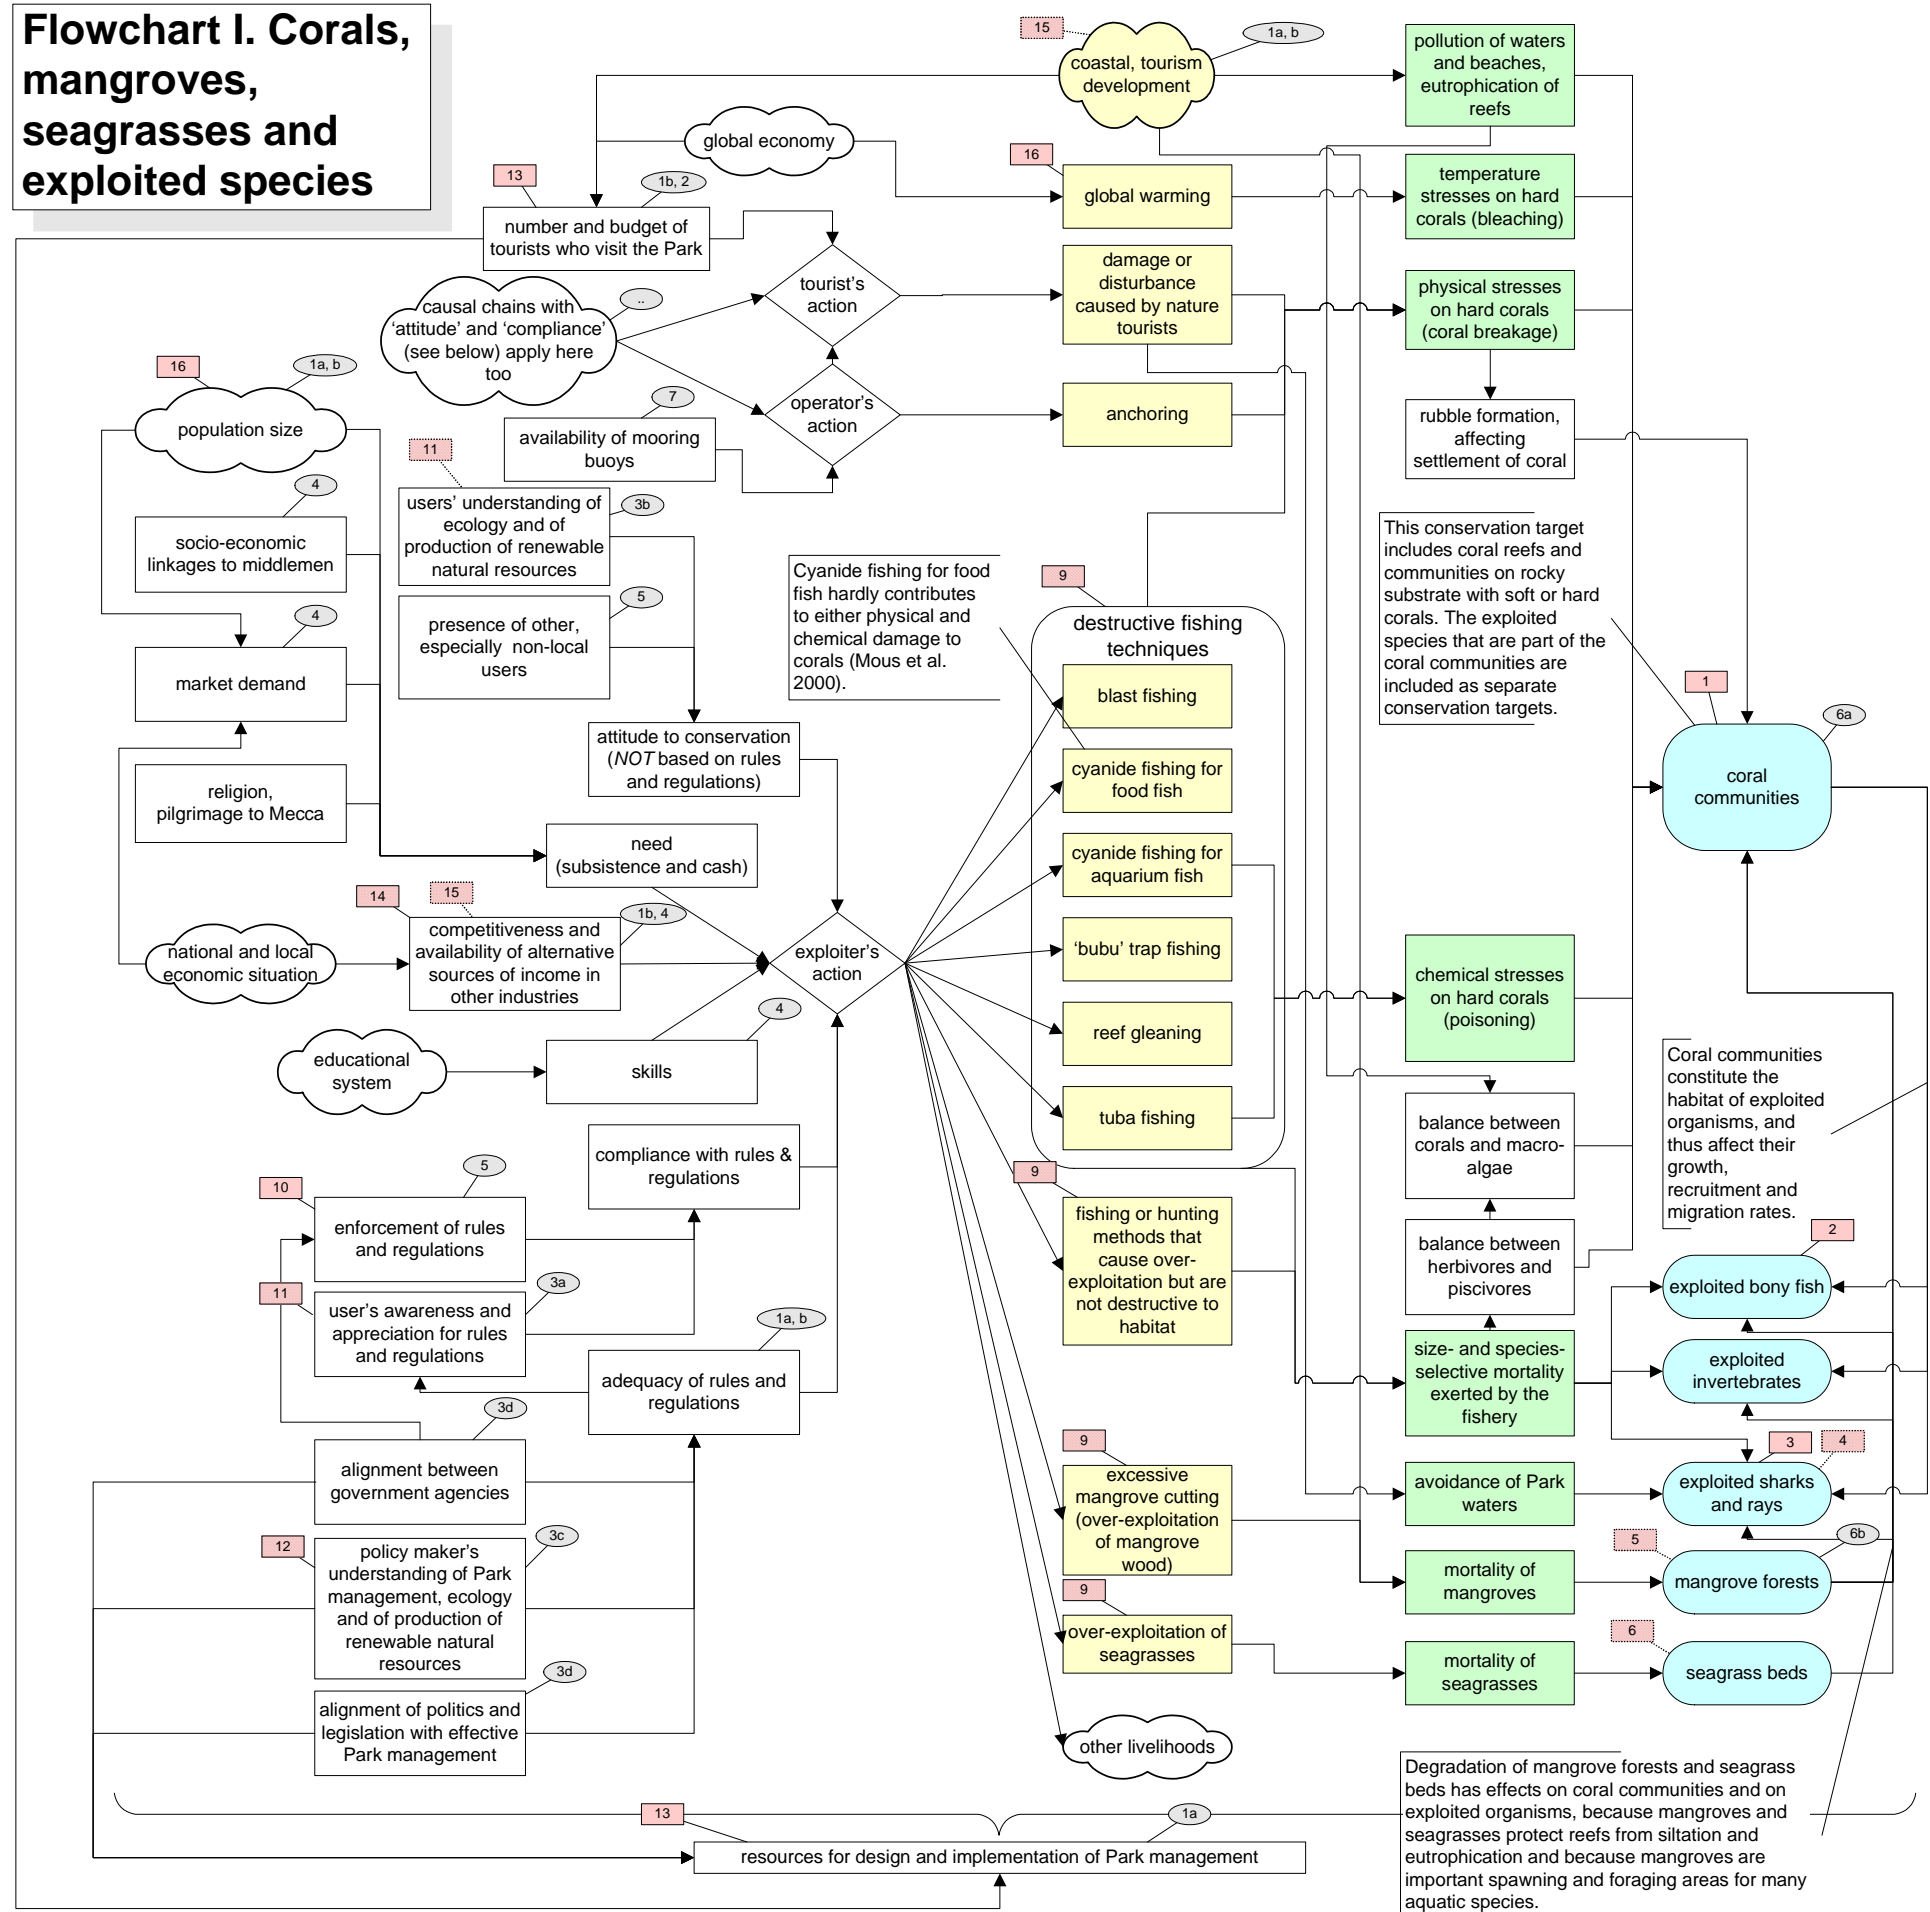 Flowchart I. Corals,
mangroves,
seagrasses and
exploited species
15
coastal, tourism
development
1a, b
pollution of waters
and beaches,
eutrophication of
reefs
global economy
16
global warming
temperature
stresses on hard
corals (bleaching)
13
1b, 2
number and budget of
tourists who visit the Park
causal chains with
‘attitude’ and ‘compliance’
(see below) apply here
too
..
tourist’s
action
damage or
disturbance
caused by nature
tourists
physical stresses
on hard corals
(coral breakage)
operator’s
action
anchoring
rubble formation,
affecting
settlement of coral
16
1a, b
population size
7
availability of mooring
buoys
11
users’ understanding of
ecology and of
production of renewable
natural resources
3b
4
socio-economic
linkages to middlemen
5
presence of other,
especially non-local
users
4
market demand
religion,
pilgrimage to Mecca
attitude to conservation
(NOT based on rules
and regulations)
need
(subsistence and cash)
14
15
1b, 4
national and local
economic situation
competitiveness and
availability of alternative
sources of income in
other industries
exploiter’s
action
educational
system
4
skills
Cyanide fishing for food
fish hardly contributes
to either physical and
chemical damage to
corals (Mous et al.
2000).
9
destructive fishing
techniques
blast fishing
cyanide fishing for
food fish
cyanide fishing for
aquarium fish
‘bubu’ trap fishing
reef gleaning
tuba fishing
This conservation target
includes coral reefs and
communities on rocky
substrate with soft or hard
corals. The exploited
species that are part of the
coral communities are
included as separate
conservation targets.
1
6a
coral
communities
chemical stresses
on hard corals
(poisoning)
Coral communities
constitute the
habitat of exploited
organisms, and
thus affect their
growth,
recruitment and
migration rates.
balance between
corals and macro-
algae
balance between
herbivores and
piscivores
compliance with rules &
regulations
10
5
enforcement of rules
and regulations
11
3a
user's awareness and
appreciation for rules
and regulations
1a, b
adequacy of rules and
regulations
3d
alignment between
government agencies
12
3c
policy maker’s
understanding of Park
management, ecology
and of production of
renewable natural
resources
3d
alignment of politics and
legislation with effective
Park management
9
fishing or hunting
methods that
cause over-
exploitation but are
not destructive to
habitat
size- and species-
selective mortality
exerted by the
fishery
2
exploited bony fish
exploited
invertebrates
3
4
exploited sharks
and rays
9
excessive
mangrove cutting
(over-exploitation
of mangrove
wood)
avoidance of Park
waters
mortality of
mangroves
5
6b
mangrove forests
9
over-exploitation of
seagrasses
mortality of
seagrasses
6
seagrass beds
other livelihoods
13
1a
resources for design and implementation of Park management
Degradation of mangrove forests and seagrass
beds has effects on coral communities and on
exploited organisms, because mangroves and
seagrasses protect reefs from siltation and
eutrophication and because mangroves are
important spawning and foraging areas for many
aquatic species.